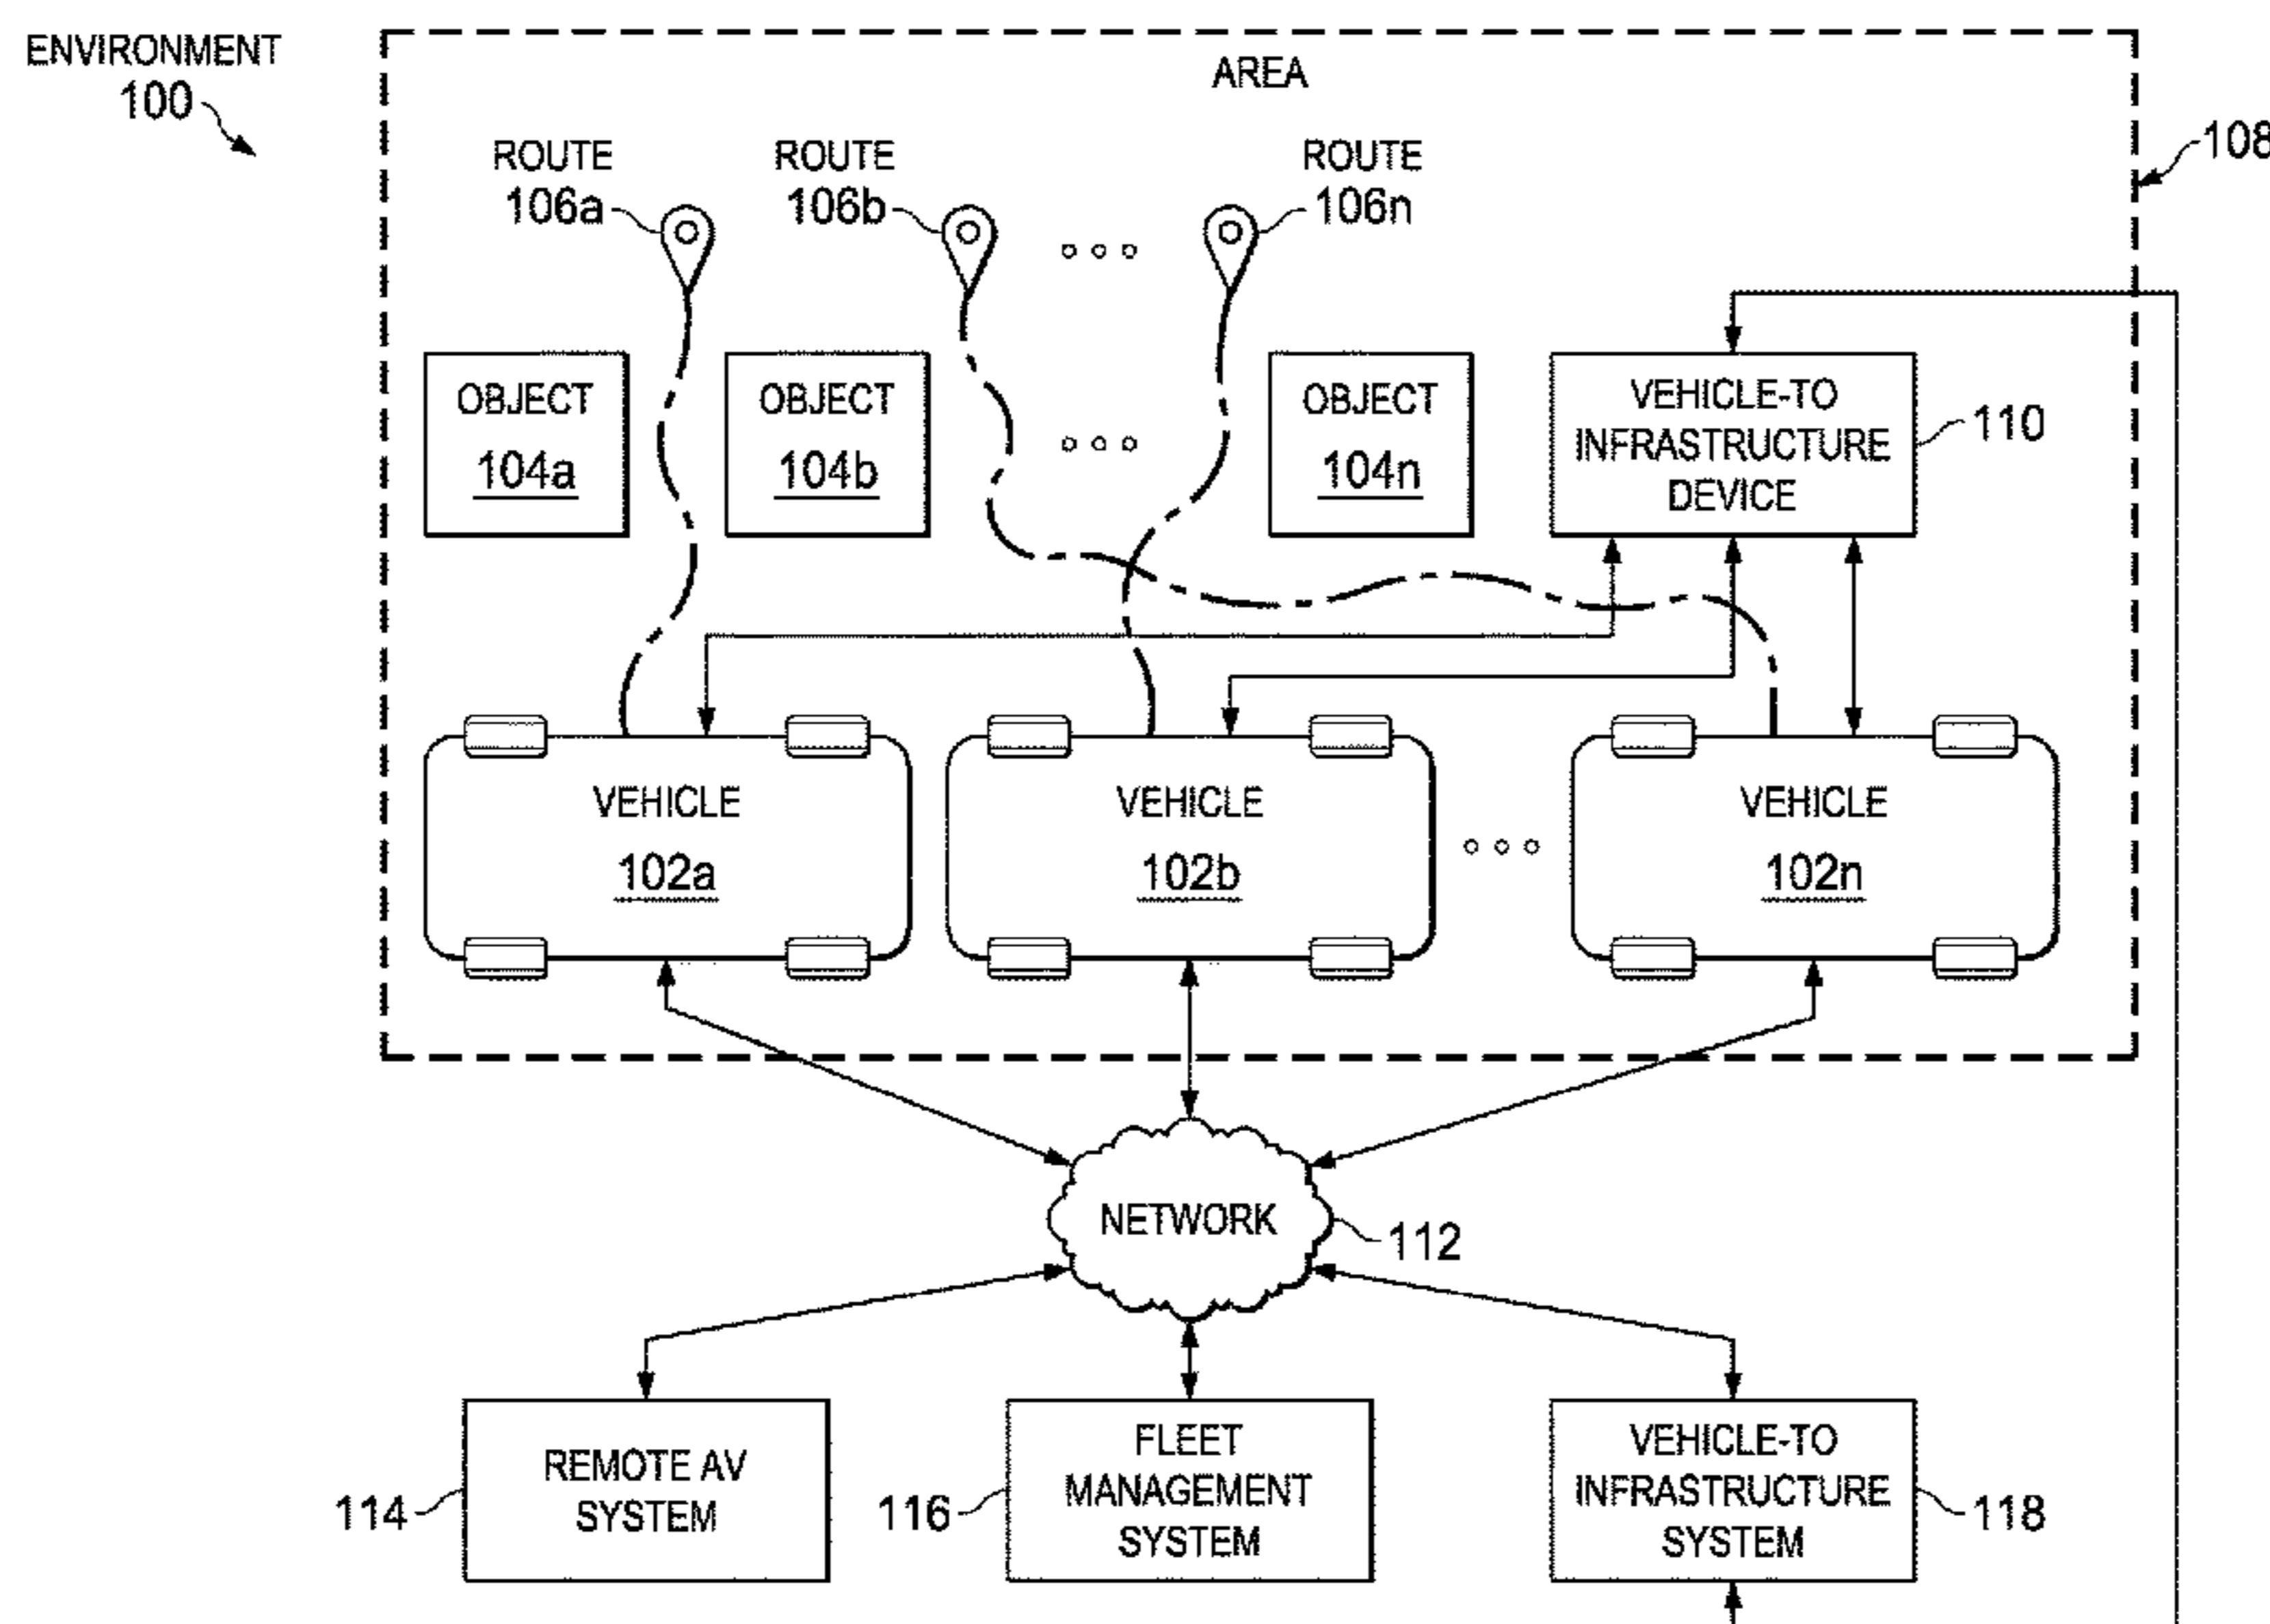 ENVIRONMENT
100
AREA
108
ROUTE
106a
ROUTE
106b
ROUTE
106n
OBJECT
104a
OBJECT
104b
OBJECT
104n
VEHICLE-TO
INFRASTRUCTURE
DEVICE
110
VEHICLE
102a
VEHICLE
102b
VEHICLE
102n
NETWORK
112
REMOTE AV
SYSTEM
114
FLEET
MANAGEMENT
SYSTEM
116
VEHICLE-TO
INFRASTRUCTURE
SYSTEM
118